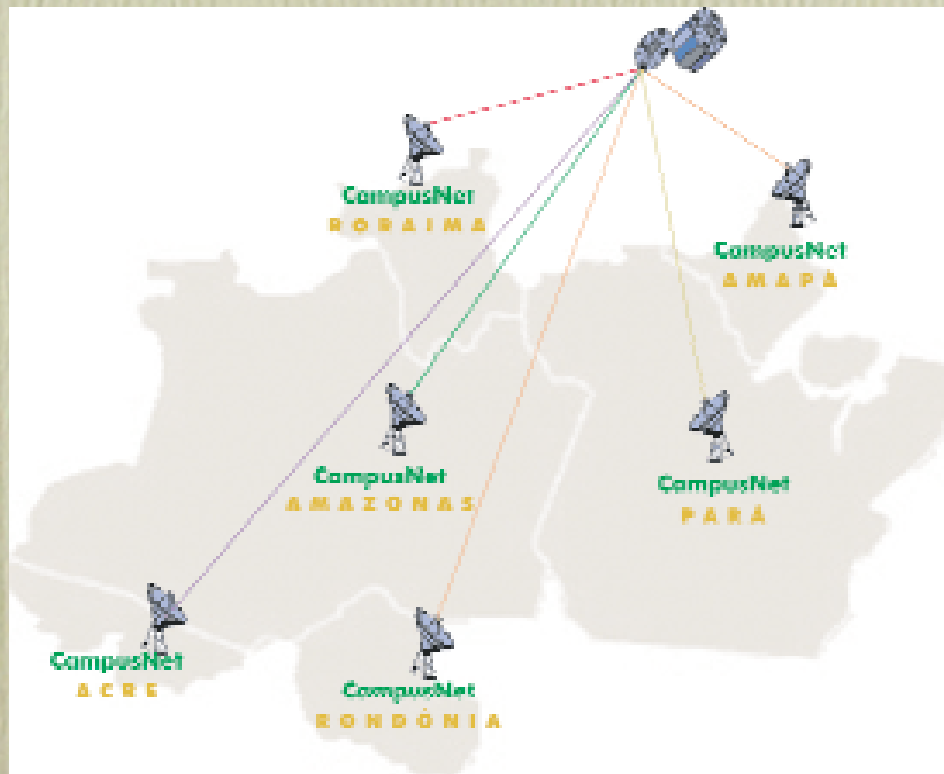 CampusNet
RORAIMA
CampusNet
AMAPÁ
CampusNet
AMAZONAS
CampusNet
PARÁ
CampusNet
ACRE
CampusNet
RONDÔNIA